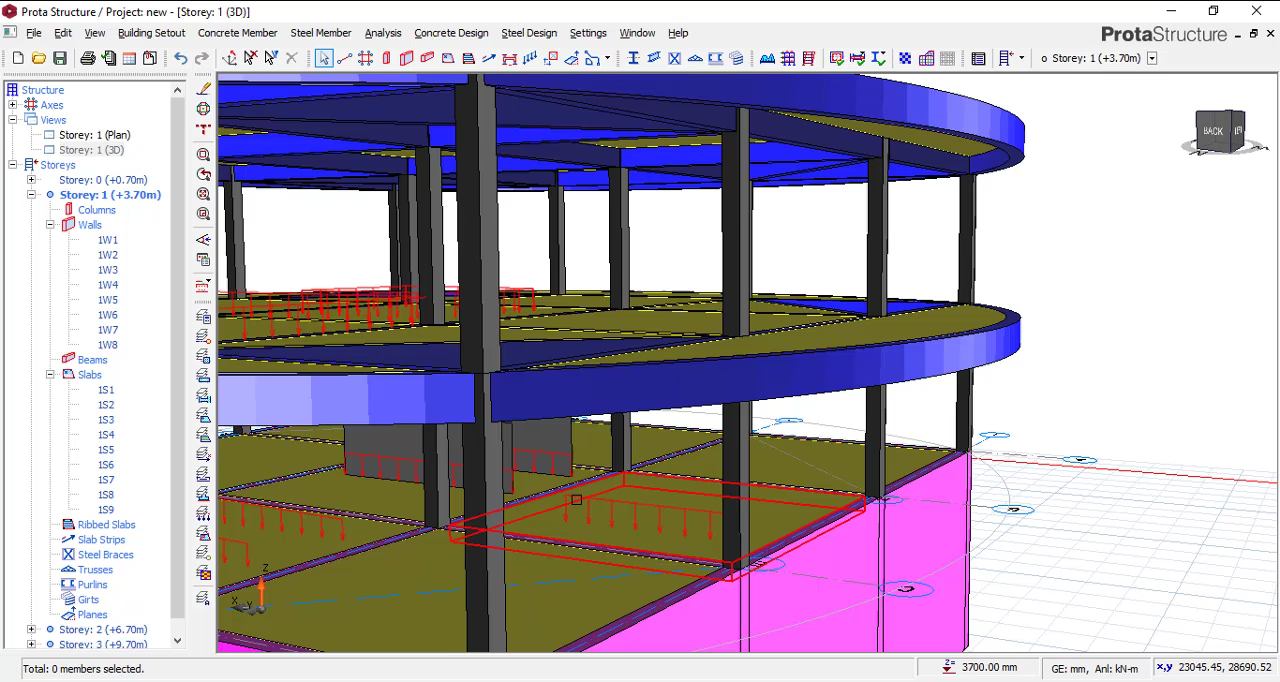 Prota Structure / Project: new - [Storey: 1 (3D)]
File Edit View Building Setout Concrete Member Steel Member Analysis Concrete Design Steel Design Settings Window Help
ProtaStructure
Storey: 1 (+3.70m)
Structure
Axes
Views
Storey: 1 (Plan)
Storey: 1 (3D)
Storeys
Storey: 0 (+0.70m)
Storey: 1 (+3.70m)
Columns
Walls
1W1
1W2
1W3
1W4
1W5
1W6
1W7
1W8
Beams
Slabs
1S1
1S2
1S3
1S4
1S5
1S6
1S7
1S8
1S9
Ribbed Slabs
Slab Strips
Steel Braces
Trusses
Purlins
Girts
Planes
Storey: 2 (+6.70m)
Storey: 3 (+9.70m)
BACK
Z
X
Y
Total: 0 members selected.
Z= 3700.00 mm
GE: mm, Anl: kN-m
x,y 23045.45, 28690.52